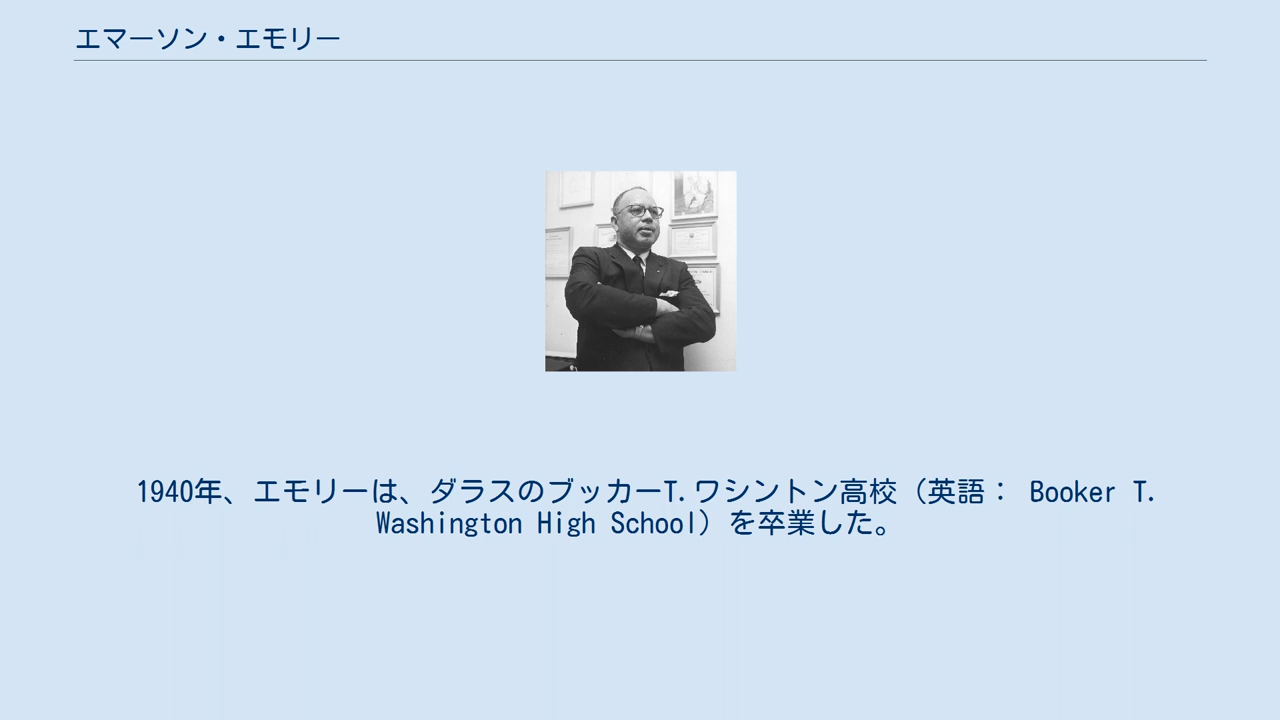 エマーソン・エモリー
1940年、エモリーは、ダラスのブッカーT.ワシントン高校（英語： Booker T.
Washington High School）を卒業した。